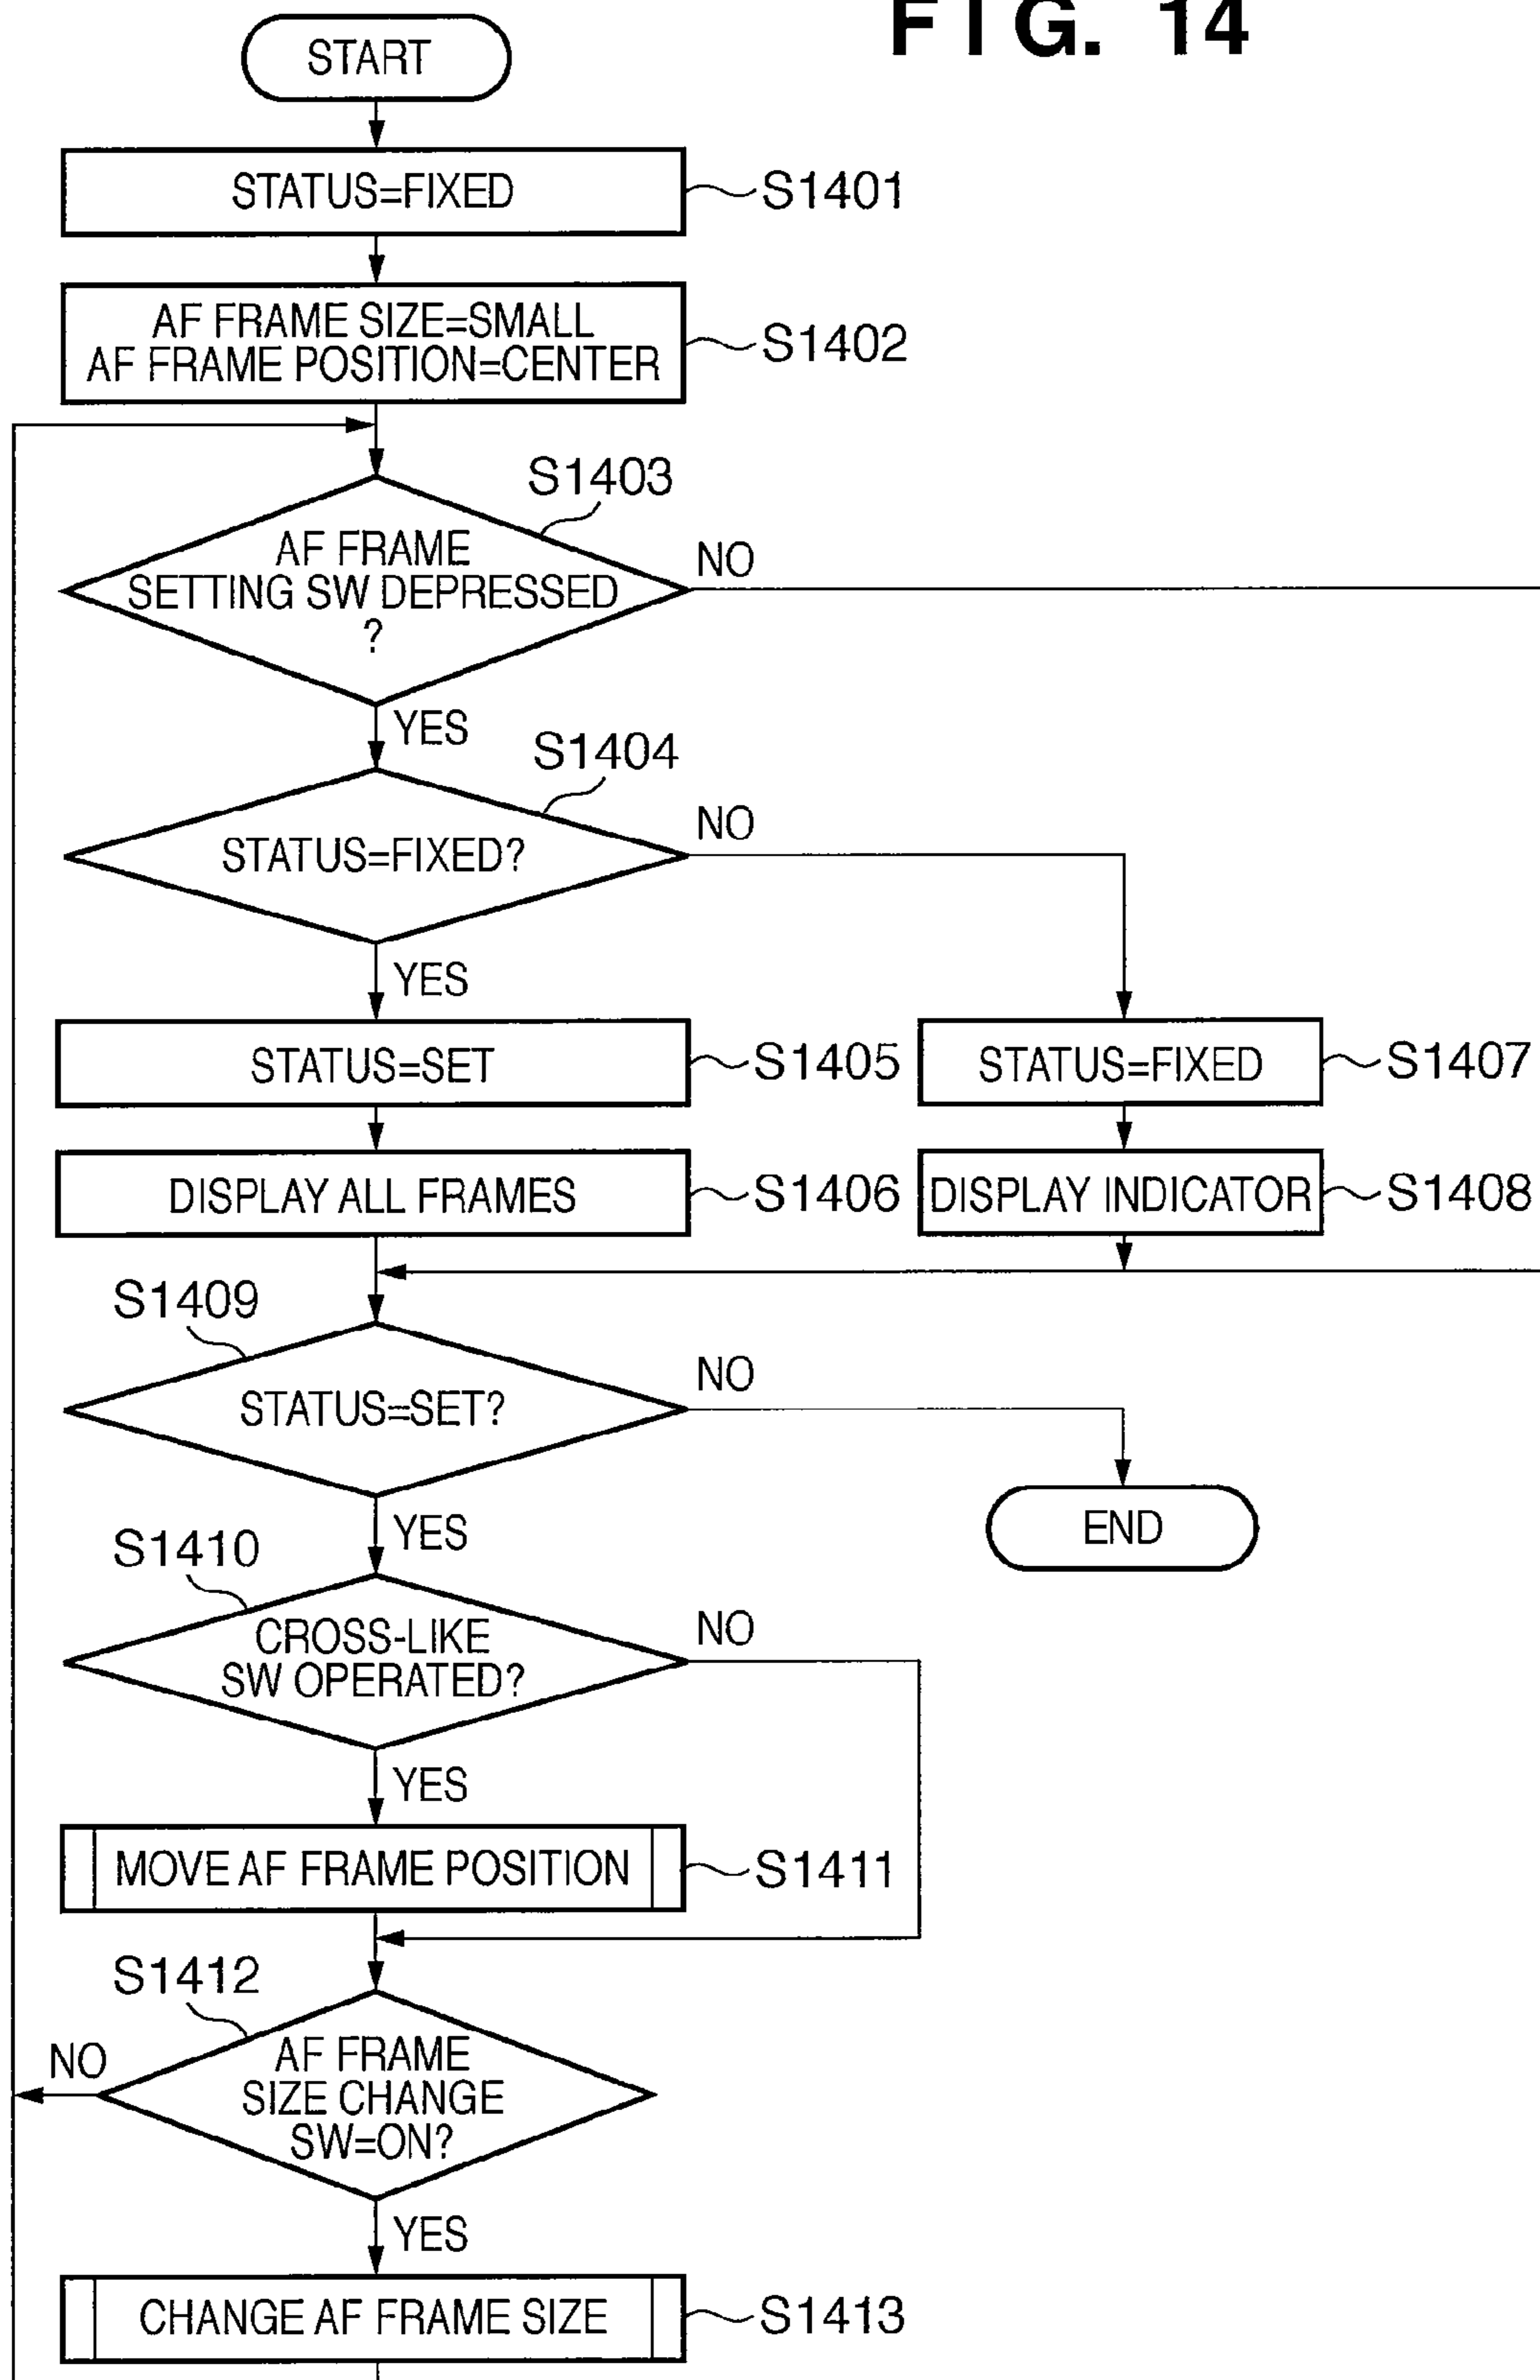 FIG. 14
START
STATUS=FIXED
S1401
AF FRAME SIZE=SMALL
AF FRAME POSITION=CENTER
S1402
S1403
AF FRAME
SETTING SW DEPRESSED
?
NO
YES
S1404
STATUS=FIXED?
NO
YES
STATUS=SET
S1405
STATUS=FIXED
S1407
DISPLAY ALL FRAMES
S1406
DISPLAY INDICATOR
S1408
S1409
STATUS=SET?
NO
END
YES
S1410
CROSS-LIKE
SW OPERATED?
NO
YES
MOVE AF FRAME POSITION
S1411
S1412
AF FRAME
SIZE CHANGE
SW=ON?
NO
YES
CHANGE AF FRAME SIZE
S1413